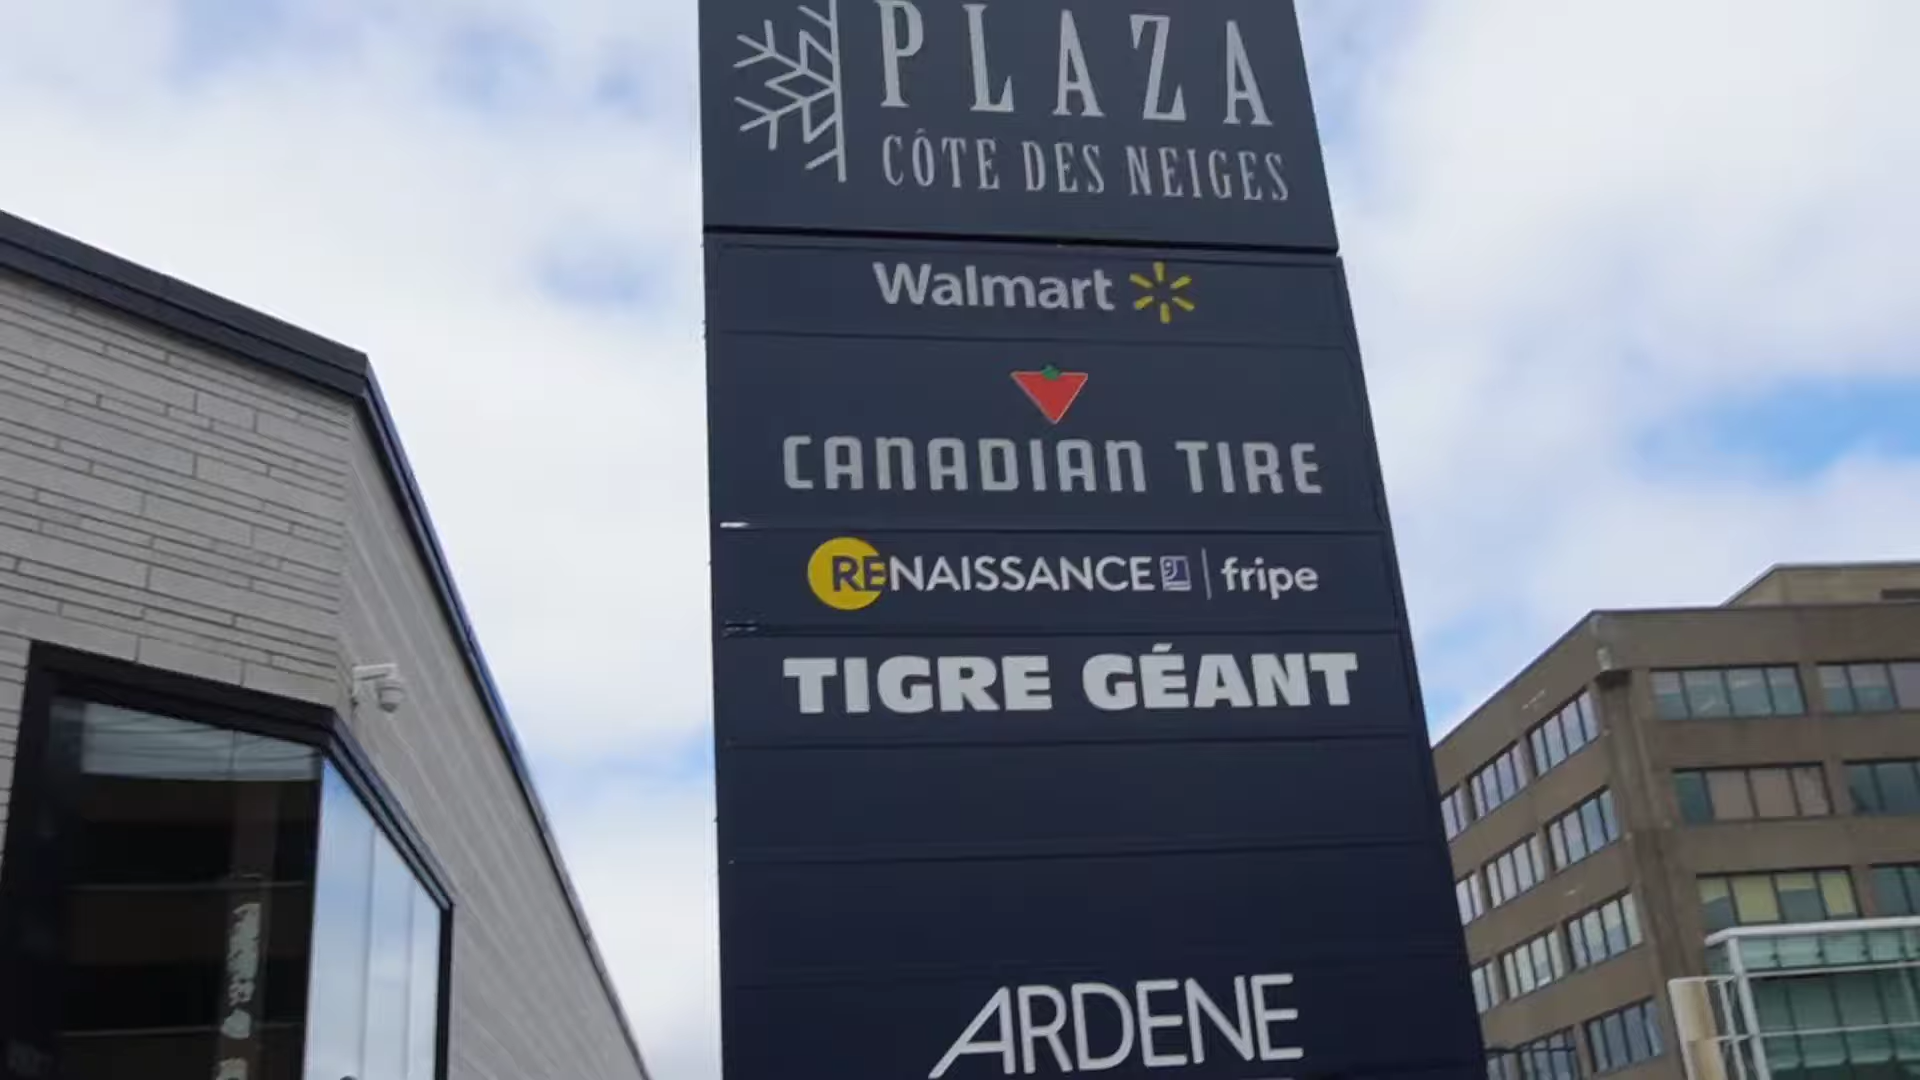 PLAZA
CÔTE DES NEIGES
Walmart
CANADIAN TIRE
RENAISSANCE | fripe
TIGRE GÉANT
ARDENE